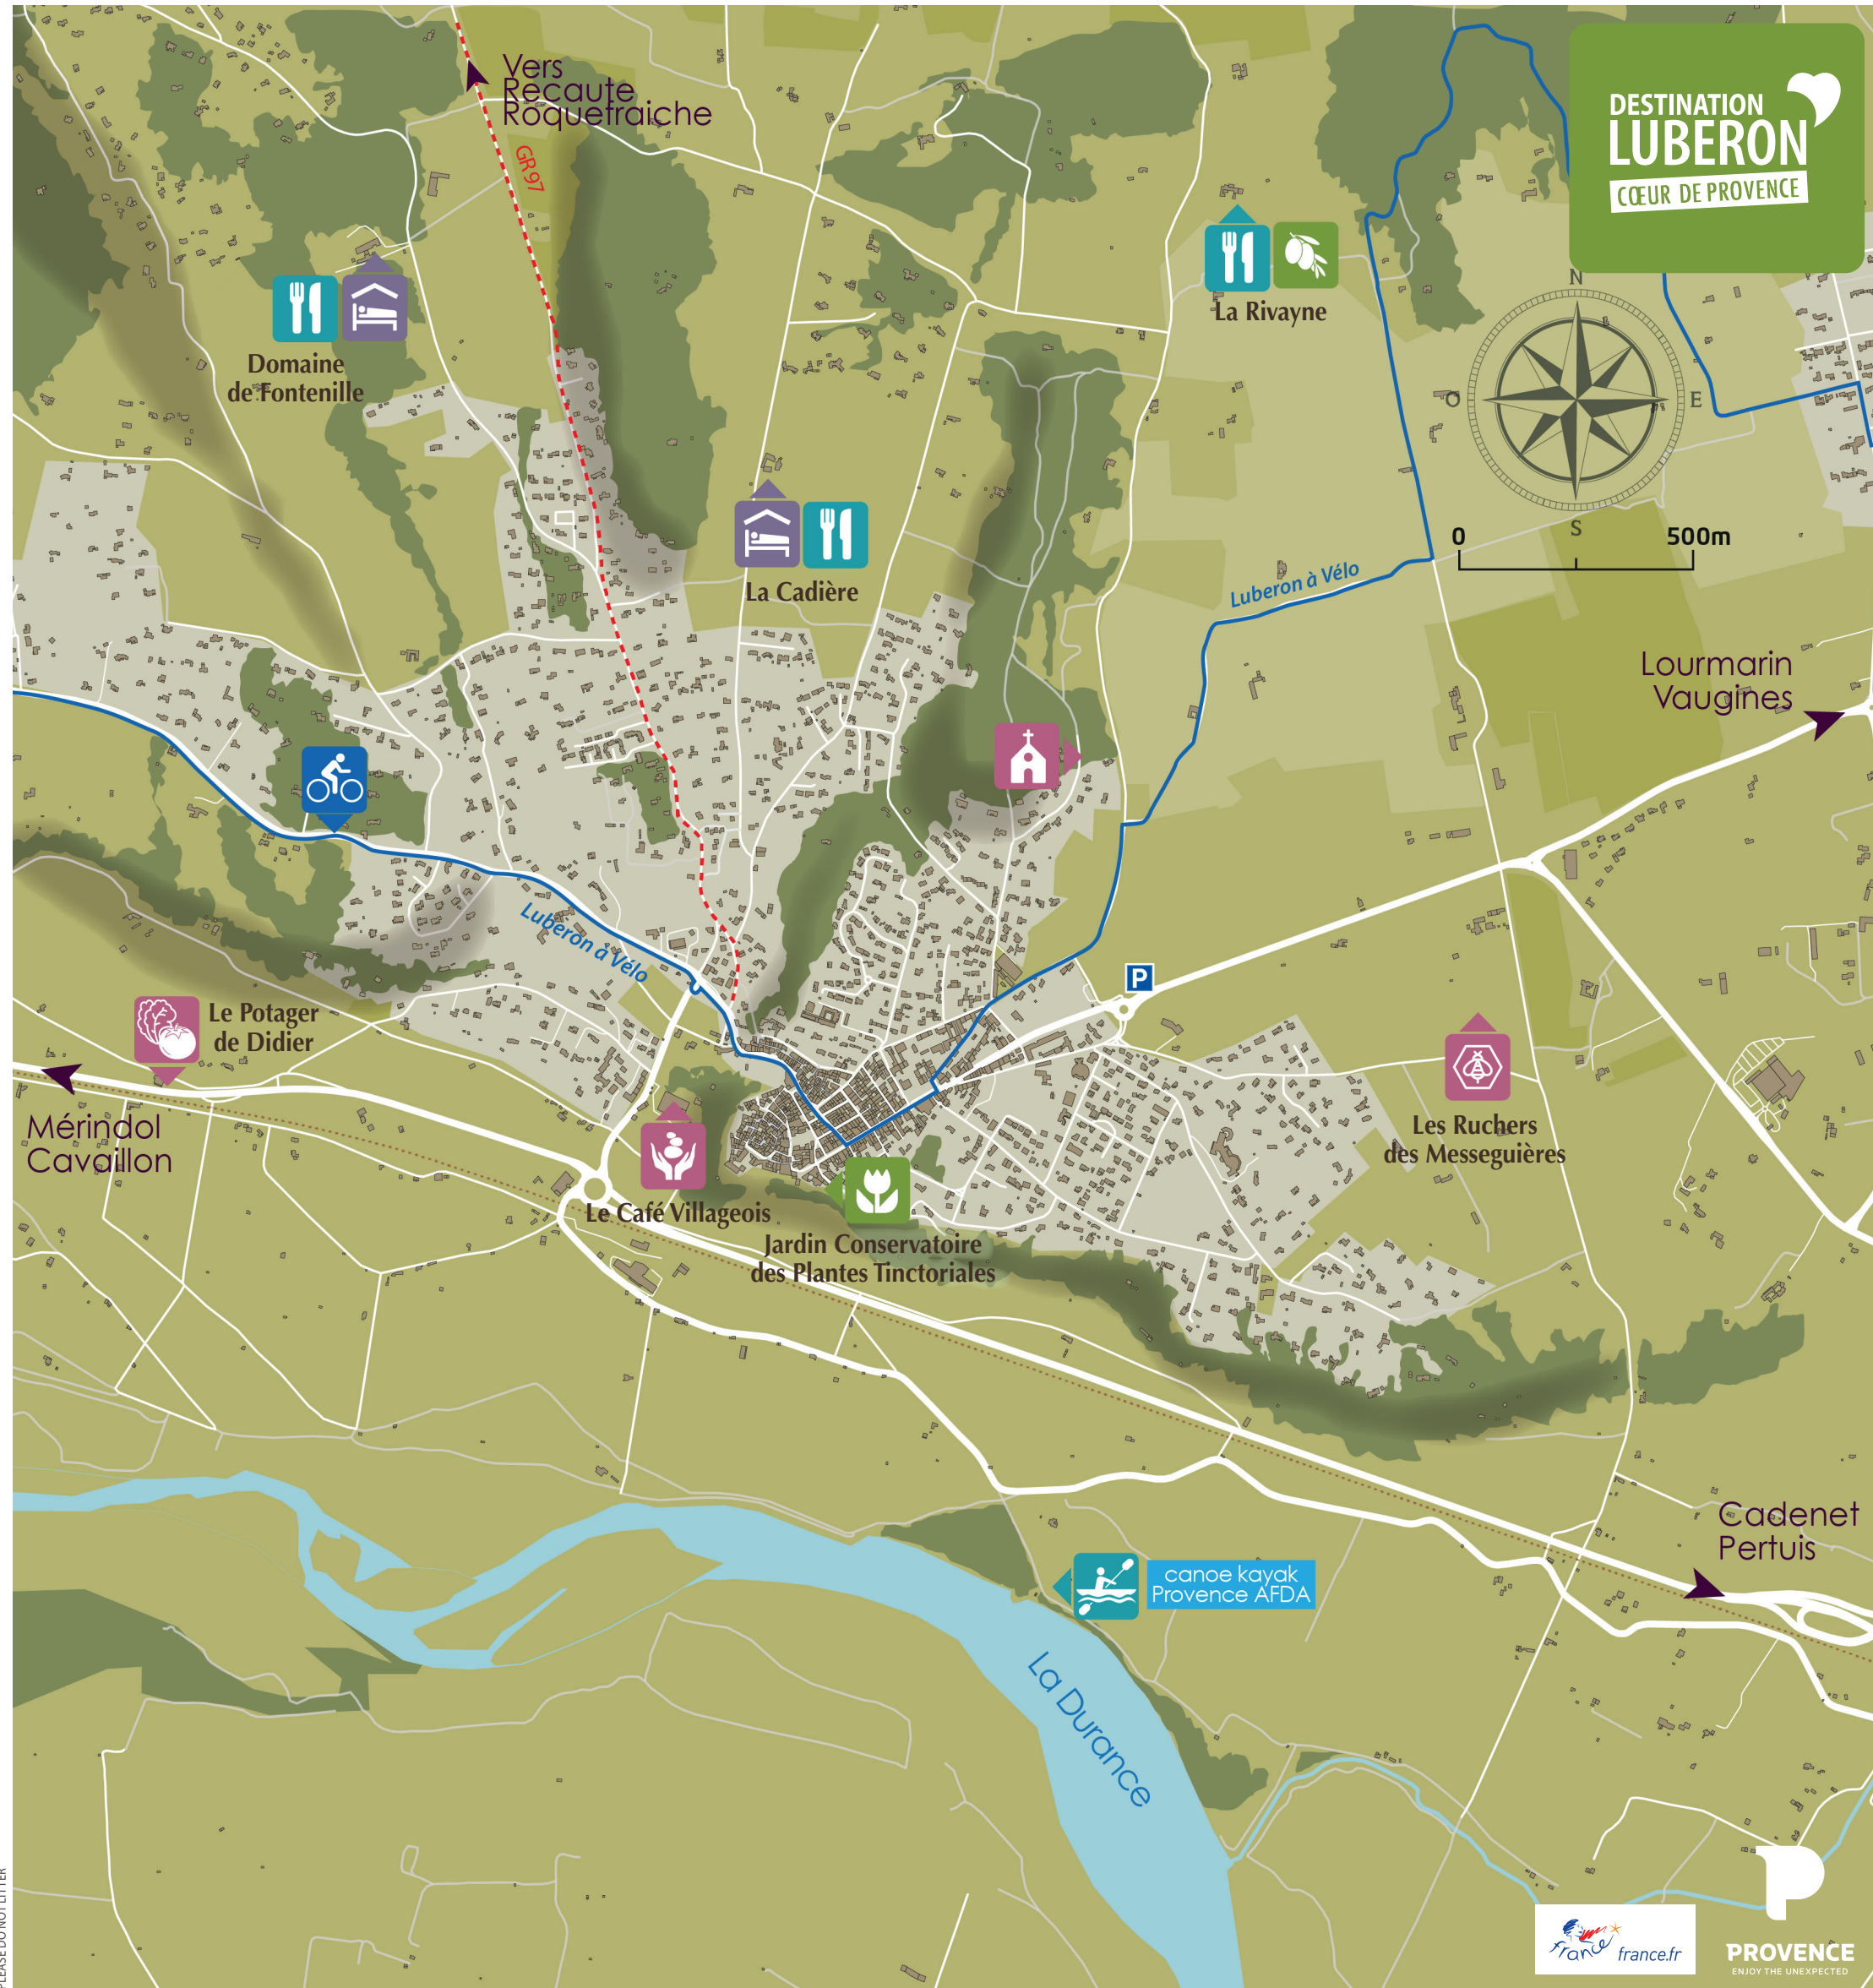 Vers
Recaute
Roquefraiche
GR 97
DESTINATION
LUBERON
CŒUR DE PROVENCE
La Rivayne
Domaine
de Fontenille
N
O
E
S
0
500m
La Cadière
Luberon à Vélo
Lourmarin
Vaugines
Luberon à Vélo
P
Le Potager
de Didier
Mérindol
Cavaillon
Les Ruchers
des Messeguières
Le Café Villageois
Jardin Conservatoire
des Plantes Tinctoriales
Cadenet
Pertuis
canoe kayak
Provence AFDA
La Durance
PLEASE DO NOT LITTER
france
france.fr
PROVENCE
ENJOY THE UNEXPECTED